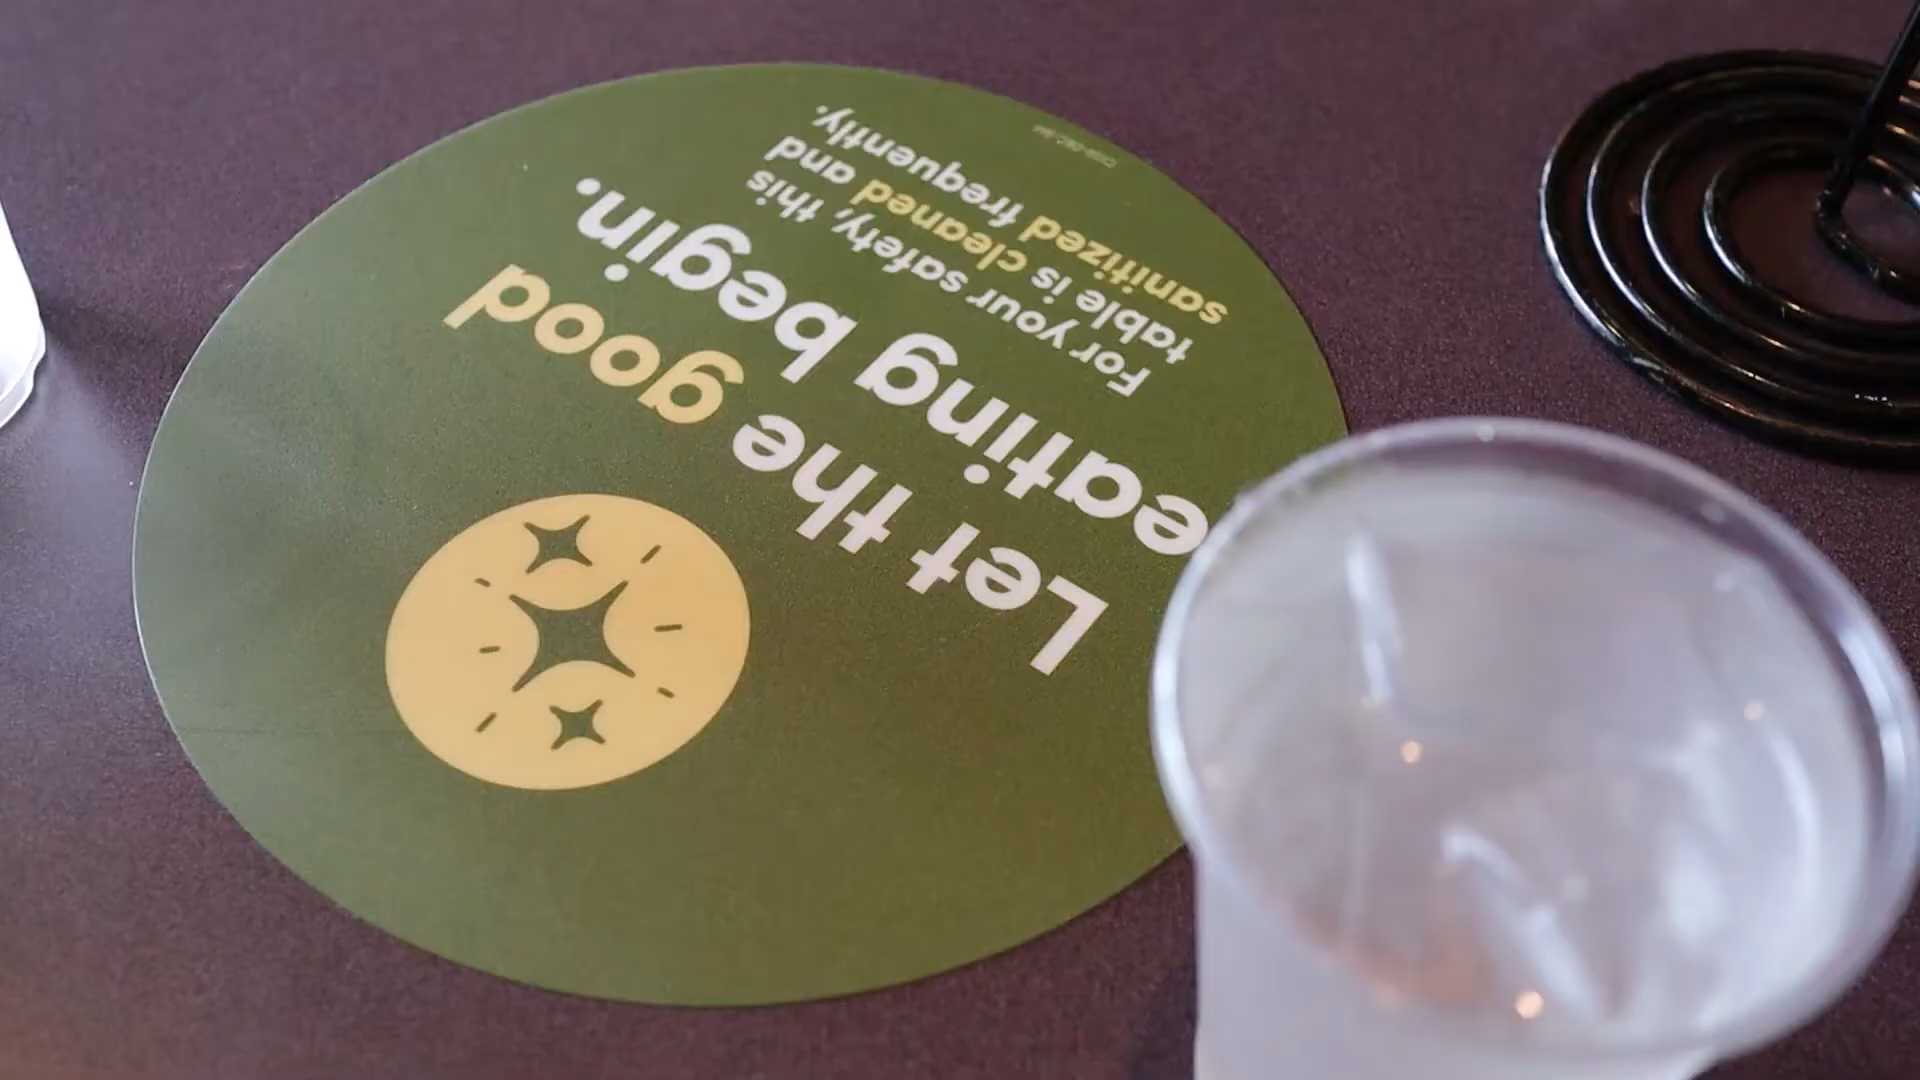 Let the good
eating begin.
For your safety, this
table is cleaned and
sanitized frequently.